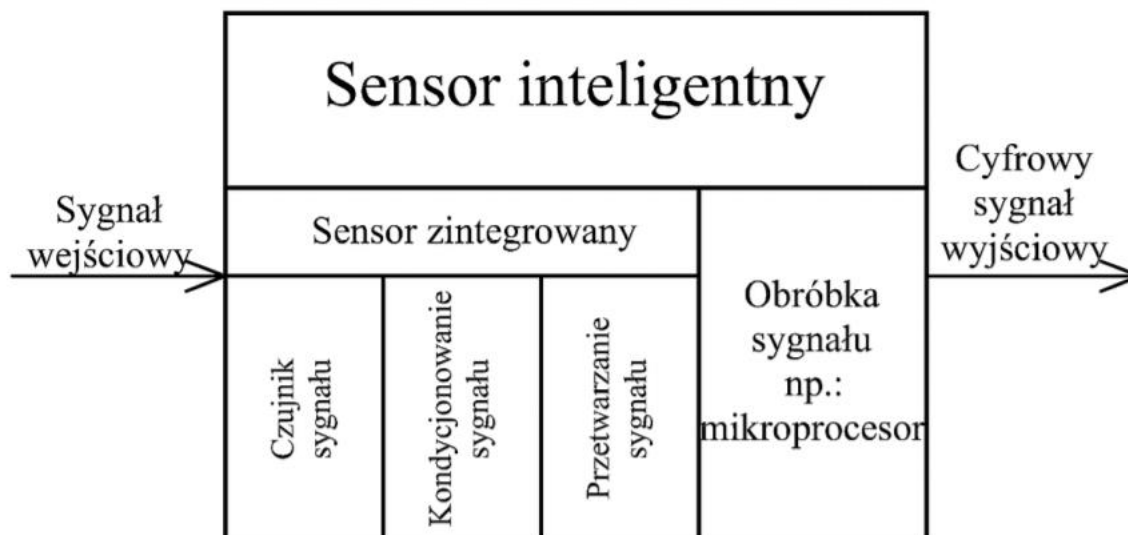 Sensor inteligentny
Sygnał
wejściowy
Sensor zintegrowany
Czujnik
sygnału
Kondycjonowanie
sygnału
Przetwarzanie
sygnału
Obróbka
sygnału
np.:
mikroprocesor
Cyfrowy
sygnał
wyjściowy